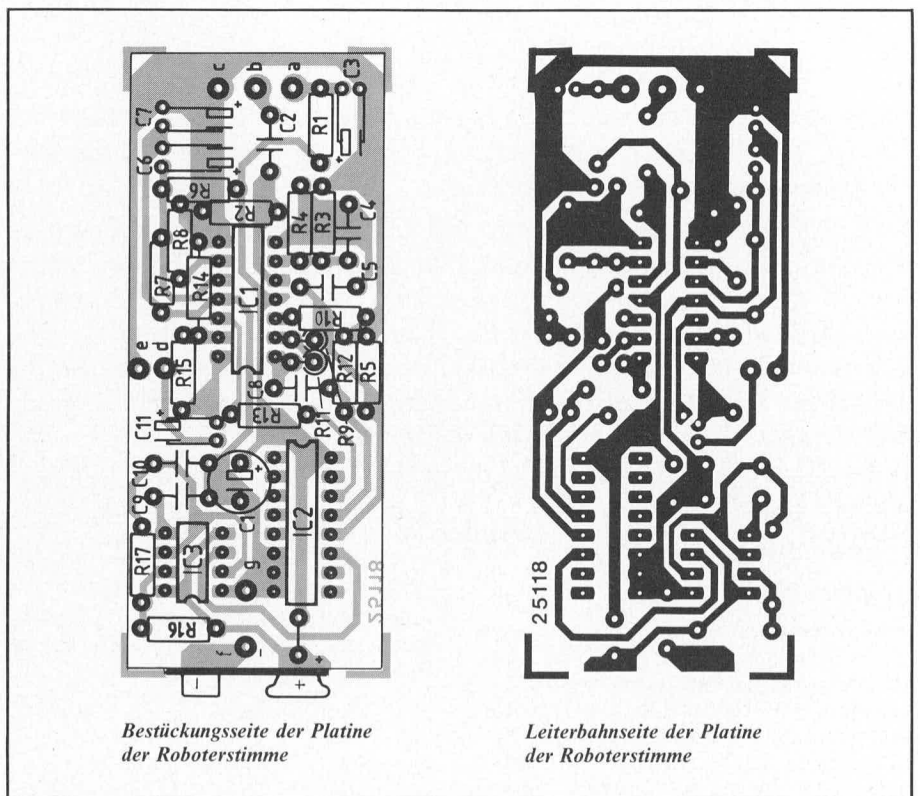 c
b
a
C3
C7
C2
R1
C6
R6
R2
R4
R3
C4
R8
R7
R14
IC1
C5
R10
e
d
R15
C8
R12
R5
C11
R13
R11
R9
C10
C1
IC2
C9
R17
IC3
g
25118
R16
f
25118
Bestückungsseite der Platine
der Roboterstimme
Leiterbahnseite der Platine
der Roboterstimme